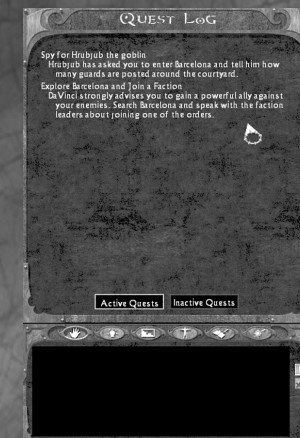 Quest Log
Spy for Hrubjub the goblin
Hrubjub has asked you to enter Barcelona and tell him how
many guards are posted around the courtyard.
Explore Barcelona and Join a Faction
DaVinci strongly advises you to gain a powerful ally against
your enemies. Search Barcelona and speak with the faction
leaders about joining one of the orders.
Active Quests Inactive Quests